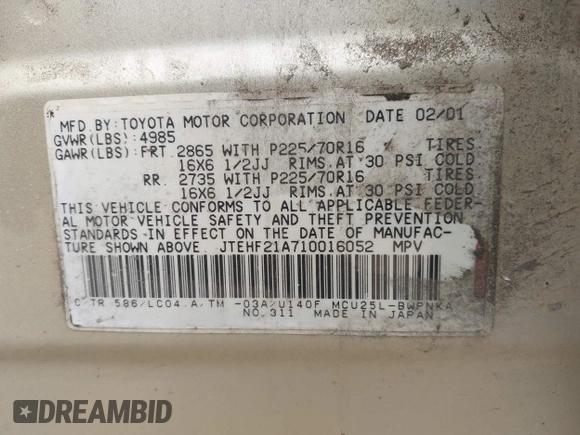 MFD.BY:TOYOTA MOTOR CORPORATION DATE 02/01
GVWR(LBS): 4985
GAWR(LBS): FRT. 2865 WITH P225/70R16 TIRES
16X6 1/2JJ RIMS AT 30 PSI COLD
RR. 2735 WITH P225/70R16 TIRES
16X6 1/2JJ RIMS AT 30 PSI COLD
THIS VEHICLE CONFORMS TO ALL APPLICABLE FEDER-
AL MOTOR VEHICLE SAFETY AND THEFT PREVENTION
STANDARDS IN EFFECT ON THE DATE OF MANUFAC-
TURE SHOWN ABOVE. JTEHF21A710016052 MPV
C/TR 586/LC04 A/TM -03A/U140F MCU25L-BWPNKA
NO.311 MADE IN JAPAN
DREAMBID